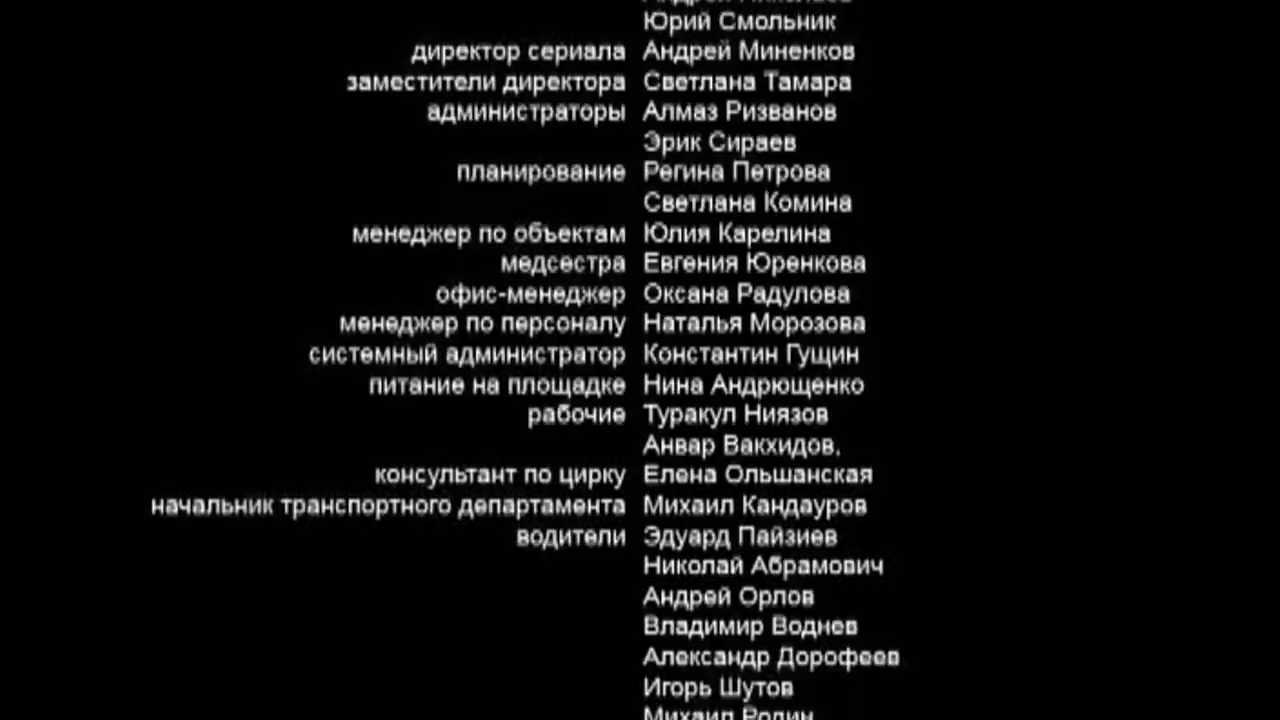 Юрий Смольник
директор сериала Андрей Миненков
заместители директора Светлана Тамара
администраторы Алмаз Ризванов
Эрик Сираев
планирование Регина Петрова
Светлана Комина
менеджер по объектам Юлия Карелина
медсестра Евгения Юренкова
офис-менеджер Оксана Радулова
менеджер по персоналу Наталья Морозова
системный администратор Константин Гущин
питание на площадке Нина Андрющенко
рабочие Туракул Ниязов
Анвар Вакхидов.
консультант по цирку Елена Ольшанская
начальник транспортного департамента Михаил Кандауров
водители Эдуард Пайзиев
Николай Абрамович
Андрей Орлов
Владимир Воднев
Александр Дорофеев
Игорь Шутов
Михаил Родин